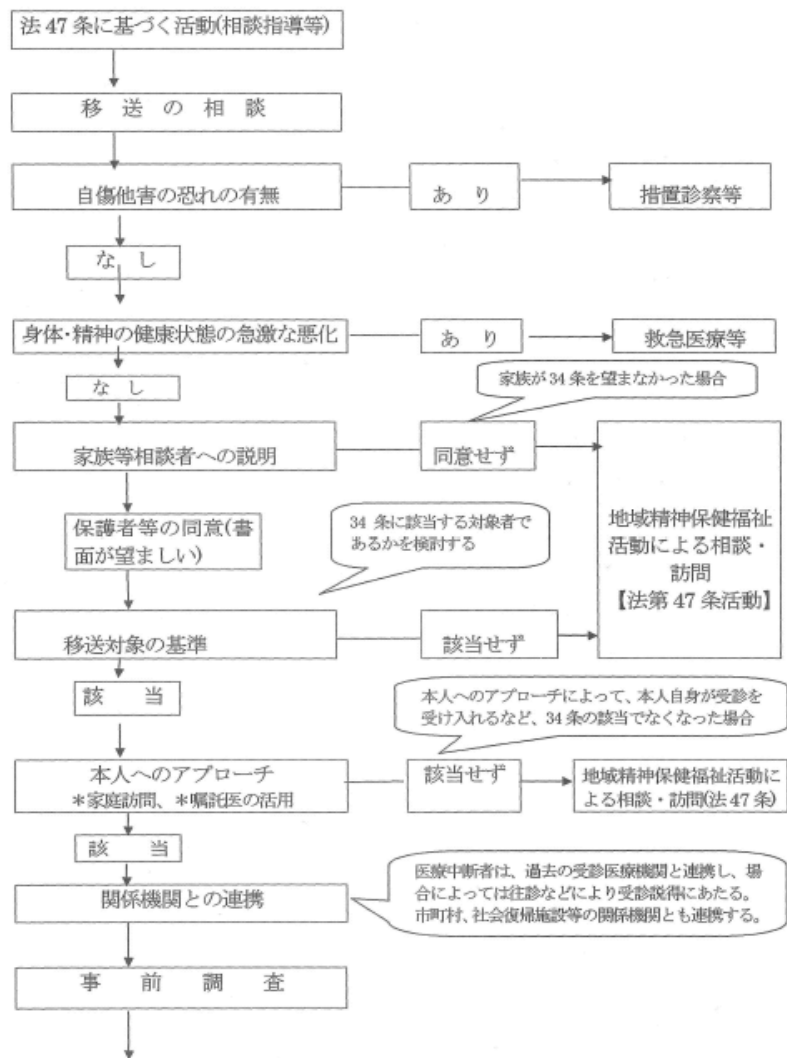 法47条に基づく活動(相談指導等)
移送の相談
自傷他害の恐れの有無
あり
措置診察等
なし
身体・精神の健康状態の急激な悪化
あり
救急医療等
なし
家族が34条を望まなかった場合
家族等相談者への説明
同意せず
保護者等の同意(書
面が望ましい)
34条に該当する対象者で
あるかを検討する
地域精神保健福祉
活動による相談・
訪問
【法第47条活動】
移送対象の基準
該当せず
該当
本人へのアプローチによって、本人自身が受診を
受け入れるなど、34条の該当でなくなった場合
本人へのアプローチ
*家庭訪問、*嘱託医の活用
該当せず
地域精神保健福祉活動に
よる相談・訪問(法47条)
該当
関係機関との連携
医療中断者は、過去の受診医療機関と連携し、場
合によっては往診などにより受診説得にあたる。
市町村、社会復帰施設等の関係機関とも連携する。
事前調査